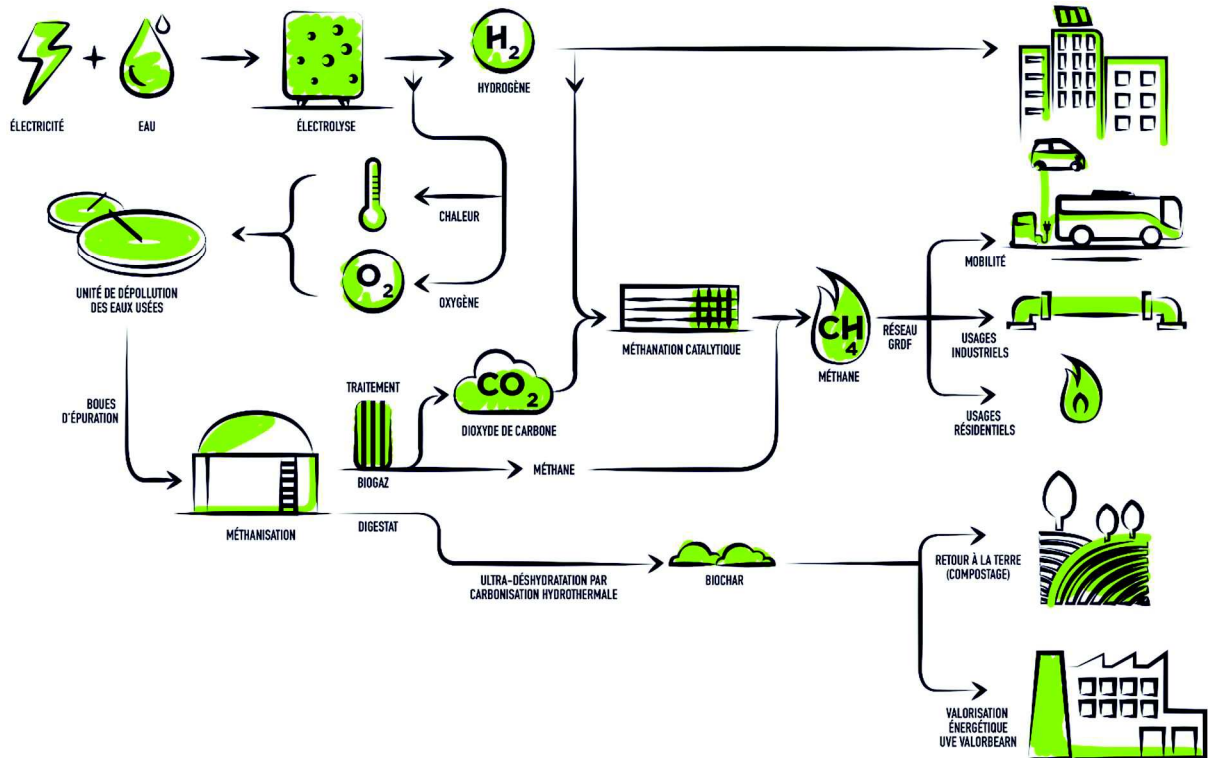 ÉLECTRICITÉ
+
EAU
ÉLECTROLYSE
H2
HYDROGÈNE
CHALEUR
O2
OXYGÈNE
UNITÉ DE DÉPOLLUTION
DES EAUX USÉES
BOUES
D'ÉPURATION
MÉTHANISATION
TRAITEMENT
BIOGAZ
CO2
DIOXYDE DE CARBONE
MÉTHANE
MÉTHANATION CATALYTIQUE
CH4
MÉTHANE
RÉSEAU
GRDF
MOBILITÉ
USAGES
INDUSTRIELS
USAGES
RÉSIDENTIELS
DIGESTAT
ULTRA-DÉSHYDRATATION PAR
CARBONISATION HYDROTHERMALE
BIOCHAR
RETOUR À LA TERRE
(COMPOSTAGE)
VALORISATION
ÉNERGÉTIQUE
UVE VALORBEARN